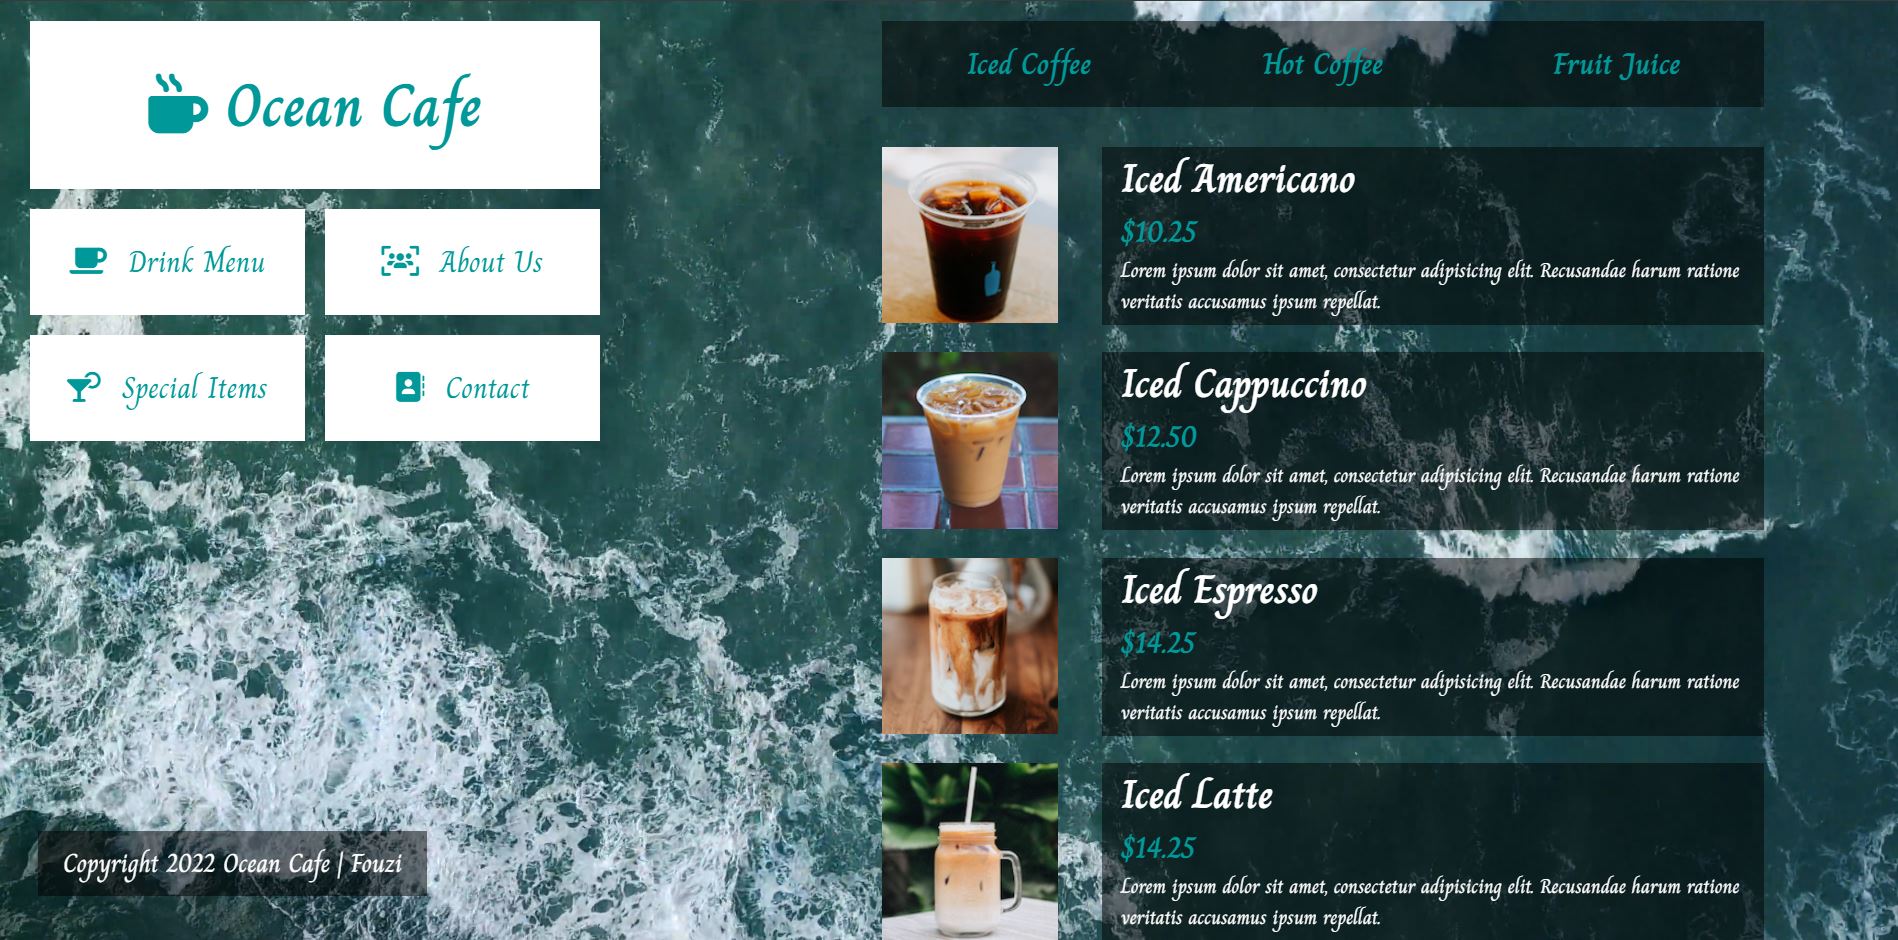 Ocean Cafe
Drink Menu
About Us
Special Items
Contact
Copyright 2022 Ocean Cafe | Fouzi
Iced Coffee
Hot Coffee
Fruit Juice
Iced Americano
$10.25
Lorem ipsum dolor sit amet, consectetur adipisicing elit. Recusandae harum ratione
veritatis accusamus ipsum repellat.
Iced Cappuccino
$12.50
Lorem ipsum dolor sit amet, consectetur adipisicing elit. Recusandae harum ratione
veritatis accusamus ipsum repellat.
Iced Espresso
$14.25
Lorem ipsum dolor sit amet, consectetur adipisicing elit. Recusandae harum ratione
veritatis accusamus ipsum repellat.
Iced Latte
$14.25
Lorem ipsum dolor sit amet, consectetur adipisicing elit. Recusandae harum ratione
veritatis accusamus ipsum repellat.